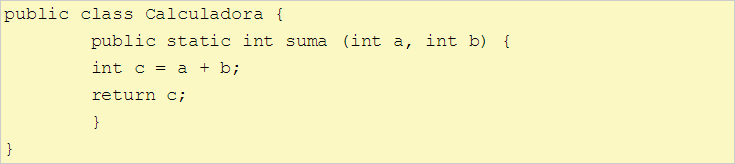 public class Calculadora {
        public static int suma (int a, int b) {
        int c = a + b;
        return c;
        }
}